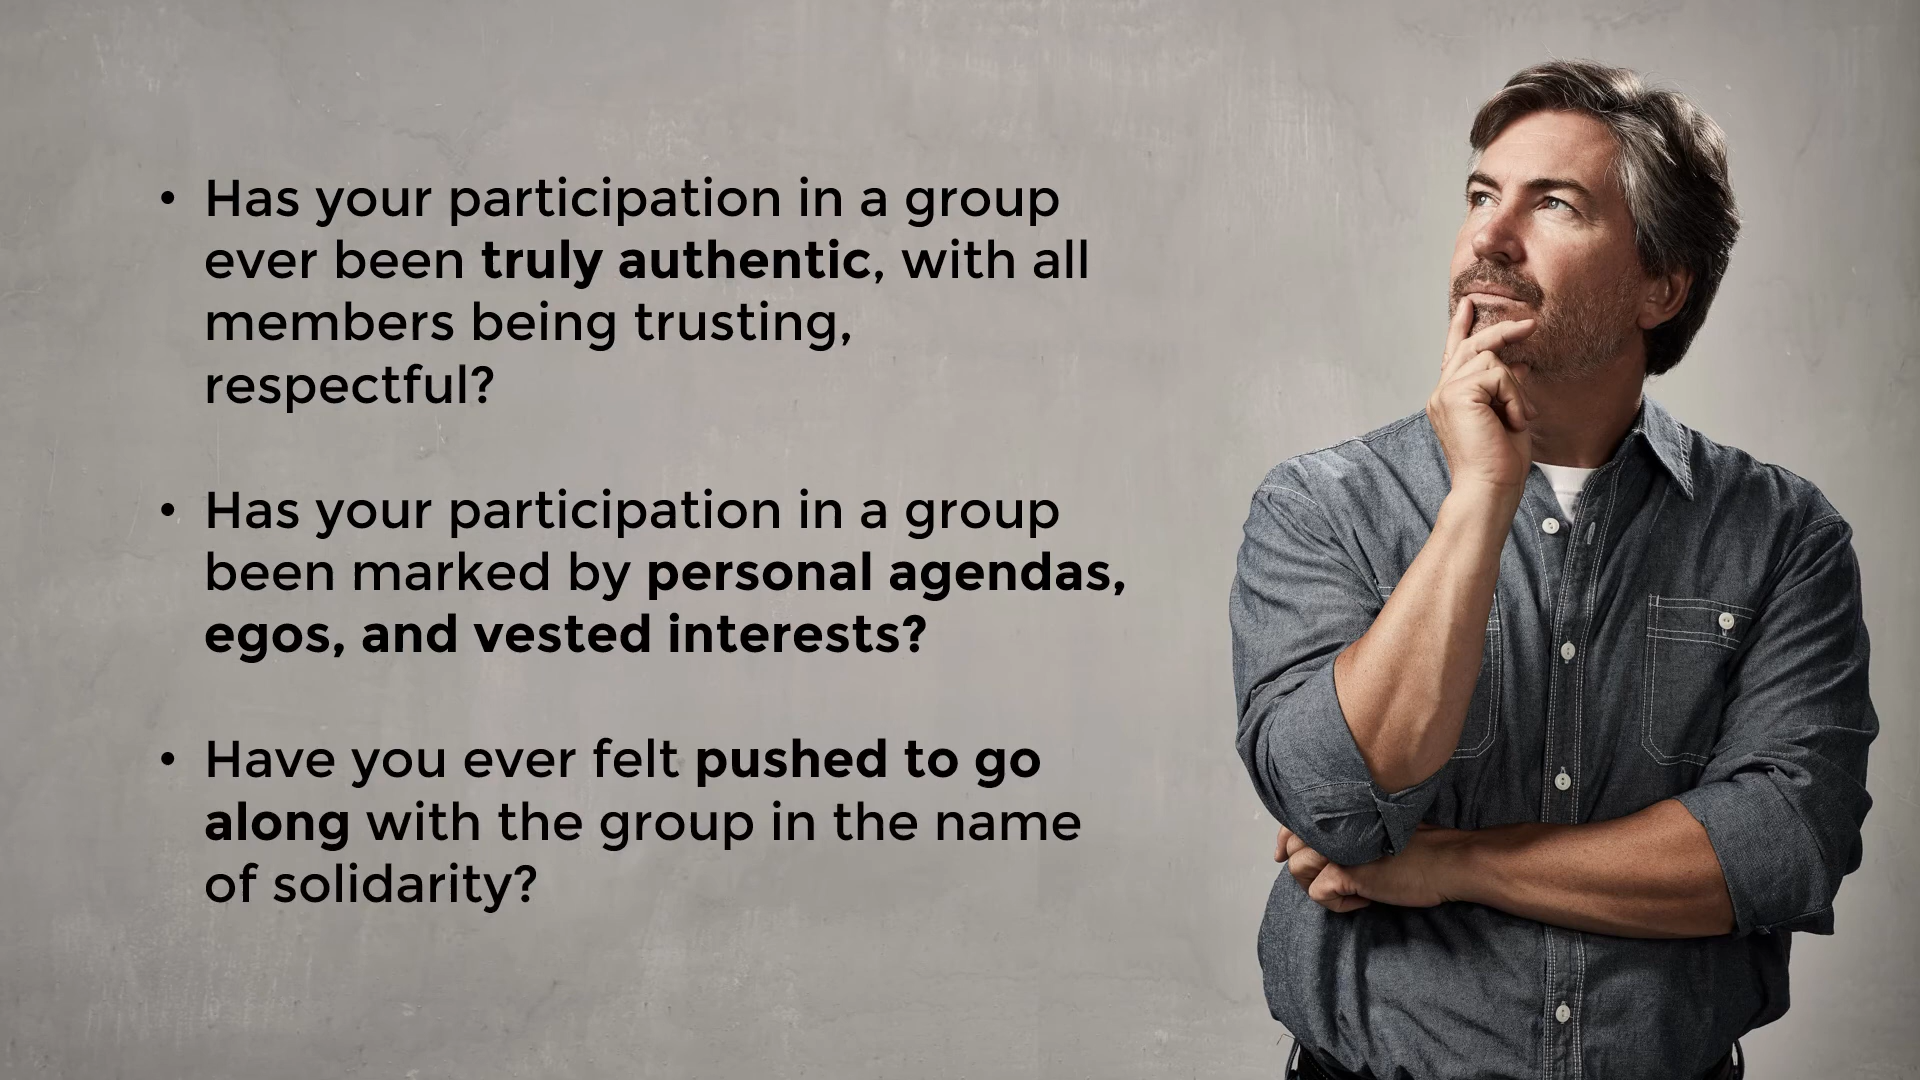 • Has your participation in a group
ever been truly authentic, with all
members being trusting,
respectful?
• Has your participation in a group
been marked by personal agendas,
egos, and vested interests?
• Have you ever felt pushed to go
along with the group in the name
of solidarity?